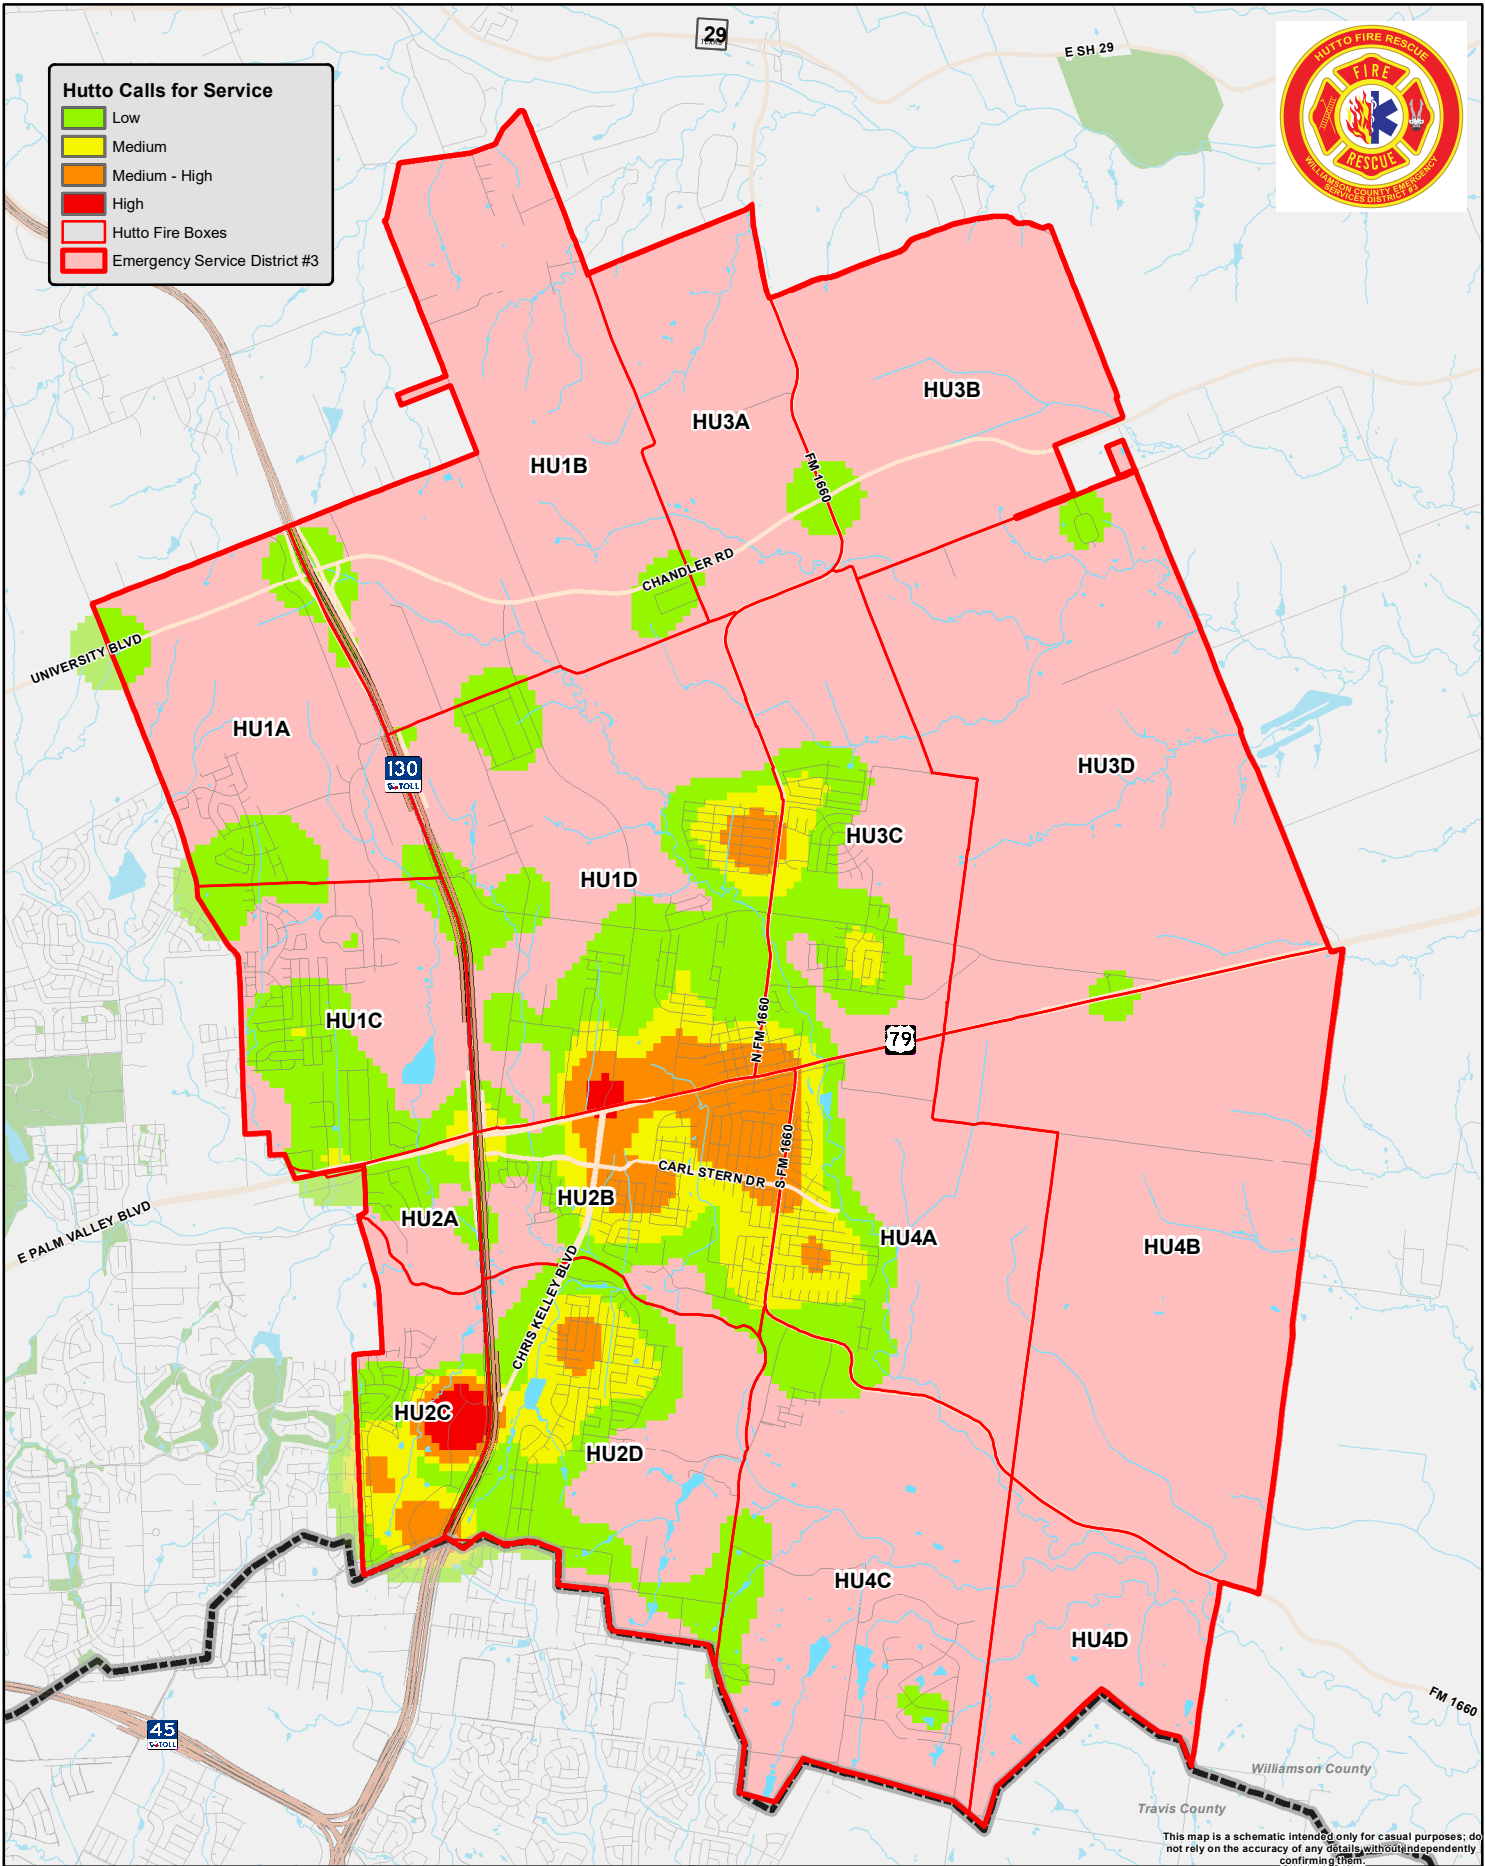 29
TEXAS
E SH 29
HUTTO FIRE RESCUE
FIRE
RESCUE
WILLIAMSON COUNTY EMERGENCY
SERVICES DISTRICT #3
Hutto Calls for Service
Low
Medium
Medium - High
High
Hutto Fire Boxes
Emergency Service District #3
HU3B
HU3A
HU1B
FM 1660
CHANDLER RD
UNIVERSITY BLVD
HU1A
130
TOLL
HU3D
HU3C
HU1D
HU1C
N FM 1660
79
S FM 1660
CARL STERN DR
HU2B
E PALM VALLEY BLVD
HU2A
HU4A
HU4B
CHRIS KELLEY BLVD
HU2C
HU2D
HU4C
HU4D
FM 1660
45
TOLL
Williamson County
Travis County
This map is a schematic intended only for casual purposes; do
not rely on the accuracy of any details without independently
confirming them.